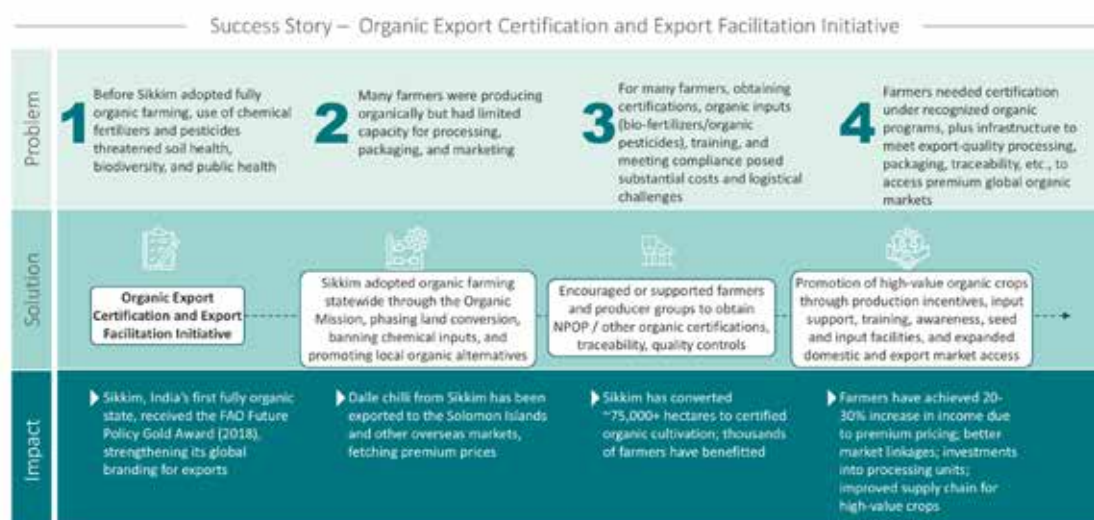 Success Story – Organic Export Certification and Export Facilitation Initiative
Problem
1
Before Sikkim adopted fully
organic farming, use of chemical
fertilizers and pesticides
threatened soil health,
biodiversity, and public health
2
Many farmers were producing
organically but had limited
capacity for processing,
packaging, and marketing
3
For many farmers, obtaining
certifications, organic inputs
(bio-fertilizers/organic
pesticides), training, and
meeting compliance posed
substantial costs and logistical
challenges
4
Farmers needed certification
under recognized organic
programs, plus infrastructure to
meet export-quality processing,
packaging, traceability, etc., to
access premium global organic
markets
Solution
Organic Export
Certification and Export
Facilitation Initiative
Sikkim adopted organic farming
statewide through the Organic
Mission, phasing land conversion,
banning chemical inputs, and
promoting local organic alternatives
Encouraged or supported farmers
and producer groups to obtain
NPOP / other organic certifications,
traceability, quality controls
Promotion of high-value organic crops
through production incentives, input
support, training, awareness, seed
and input facilities, and expanded
domestic and export market access
Impact
Sikkim, India's first fully organic
state, received the FAO Future
Policy Gold Award (2018),
strengthening its global
branding for exports
Dalle chilli from Sikkim has been
exported to the Solomon Islands
and other overseas markets,
fetching premium prices
Sikkim has converted
~75,000+ hectares to certified
organic cultivation; thousands
of farmers have benefitted
Farmers have achieved 20-
30% increase in income due
to premium pricing; better
market linkages; investments
into processing units;
improved supply chain for
high-value crops